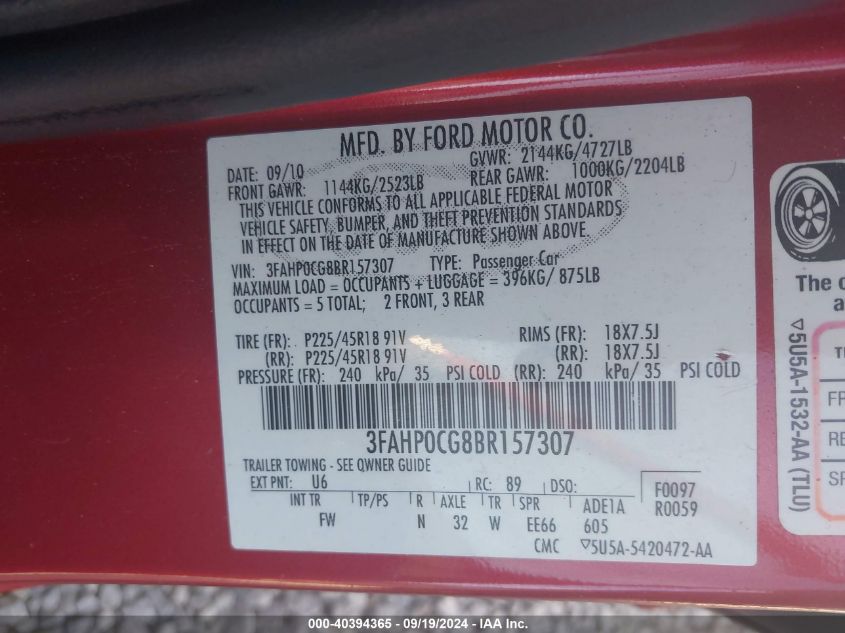 MFD. BY FORD MOTOR CO.
DATE: 09/10 GVWR: 2144KG/4727LB
FRONT GAWR: 1144KG/2523LB REAR GAWR: 1000KG/2204LB
THIS VEHICLE CONFORMS TO ALL APPLICABLE FEDERAL MOTOR
VEHICLE SAFETY, BUMPER, AND THEFT PREVENTION STANDARDS
IN EFFECT ON THE DATE OF MANUFACTURE SHOWN ABOVE.
VIN: 3FAHP0CG8BR157307 TYPE: Passenger Car
MAXIMUM LOAD = OCCUPANTS + LUGGAGE = 396KG/ 875LB
OCCUPANTS = 5 TOTAL; 2 FRONT, 3 REAR
TIRE (FR): P225/45R18 91V RIMS (FR): 18X7.5J
(RR): P225/45R18 91V (RR): 18X7.5J
PRESSURE (FR): 240 kPa/ 35 PSI COLD (RR): 240 kPa/ 35 PSI COLD
3FAHP0CG8BR157307
TRAILER TOWING - SEE OWNER GUIDE
EXT PNT: U6 RC: 89 DSO: F0097
INT TR TP/PS R AXLE TR SPR ADE1A R0059
FW N 32 W EE66 605
CMC ▽5U5A-5420472-AA
The
▽5U5A-1532-AA (TLU)
000-40394365 - 09/19/2024 - IAAI.COM